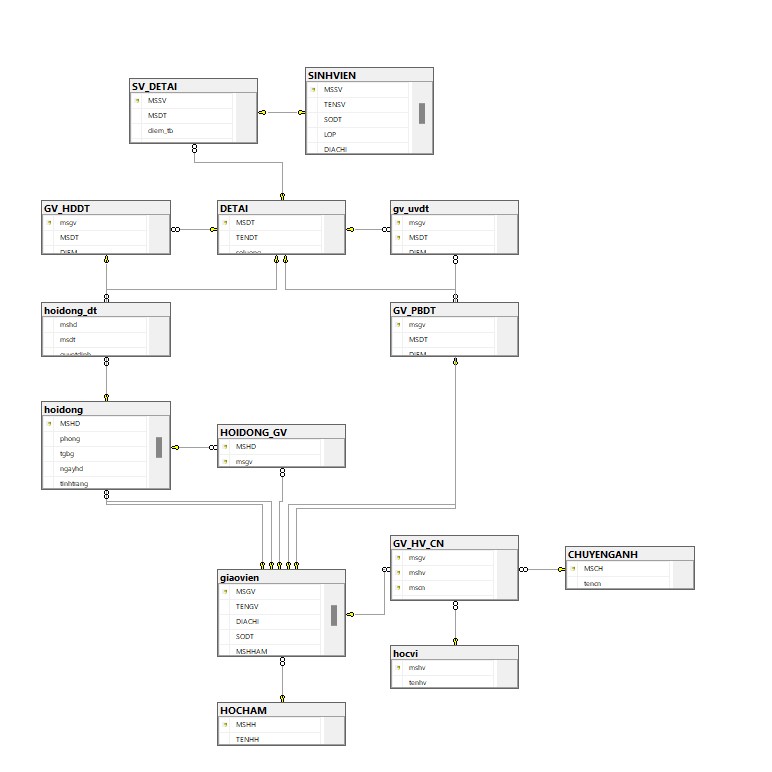 SINHVIEN
MSSV
TENSV
SODT
LOP
DIACHI
SV_DETAI
MSSV
MSDT
diem_tb
GV_HDDT
msgv
MSDT
DIEM
DETAI
MSDT
TENDT
gv_uvdt
msgv
MSDT
DIEM
hoidong_dt
mshd
msdt
quyetdinh
GV_PBDT
msgv
MSDT
DIEM
hoidong
MSHD
phong
tgbg
ngayhd
tinhtrang
HOIDONG_GV
MSHD
msgv
GV_HV_CN
msgv
mshv
mscn
CHUYENGANH
MSCH
tencn
giaovien
MSGV
TENGV
DIACHI
SODT
MSHHAM
hocvi
mshv
tenhv
HOCHAM
MSHH
TENHH